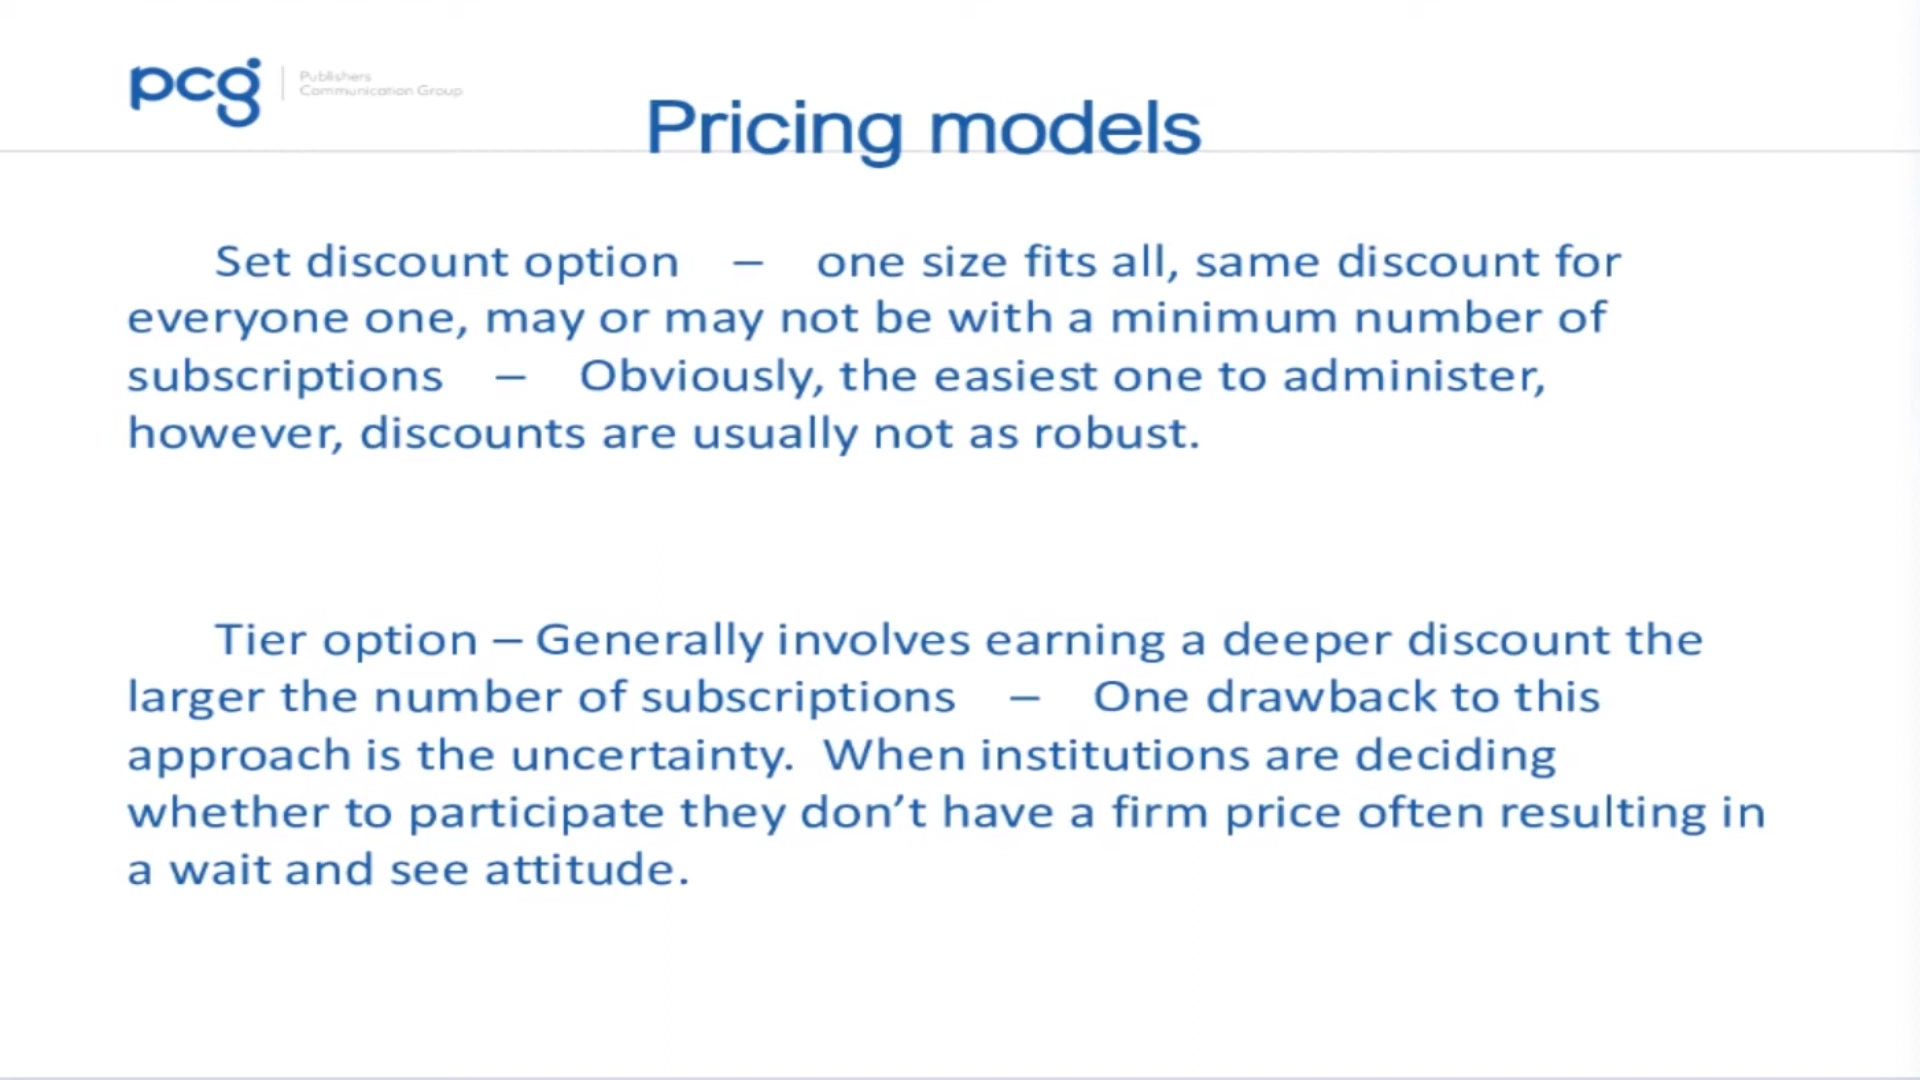 pcg
Publishers
Communication Group
Pricing models
Set discount option – one size fits all, same discount for
everyone one, may or may not be with a minimum number of
subscriptions – Obviously, the easiest one to administer,
however, discounts are usually not as robust.
Tier option – Generally involves earning a deeper discount the
larger the number of subscriptions – One drawback to this
approach is the uncertainty. When institutions are deciding
whether to participate they don’t have a firm price often resulting in
a wait and see attitude.